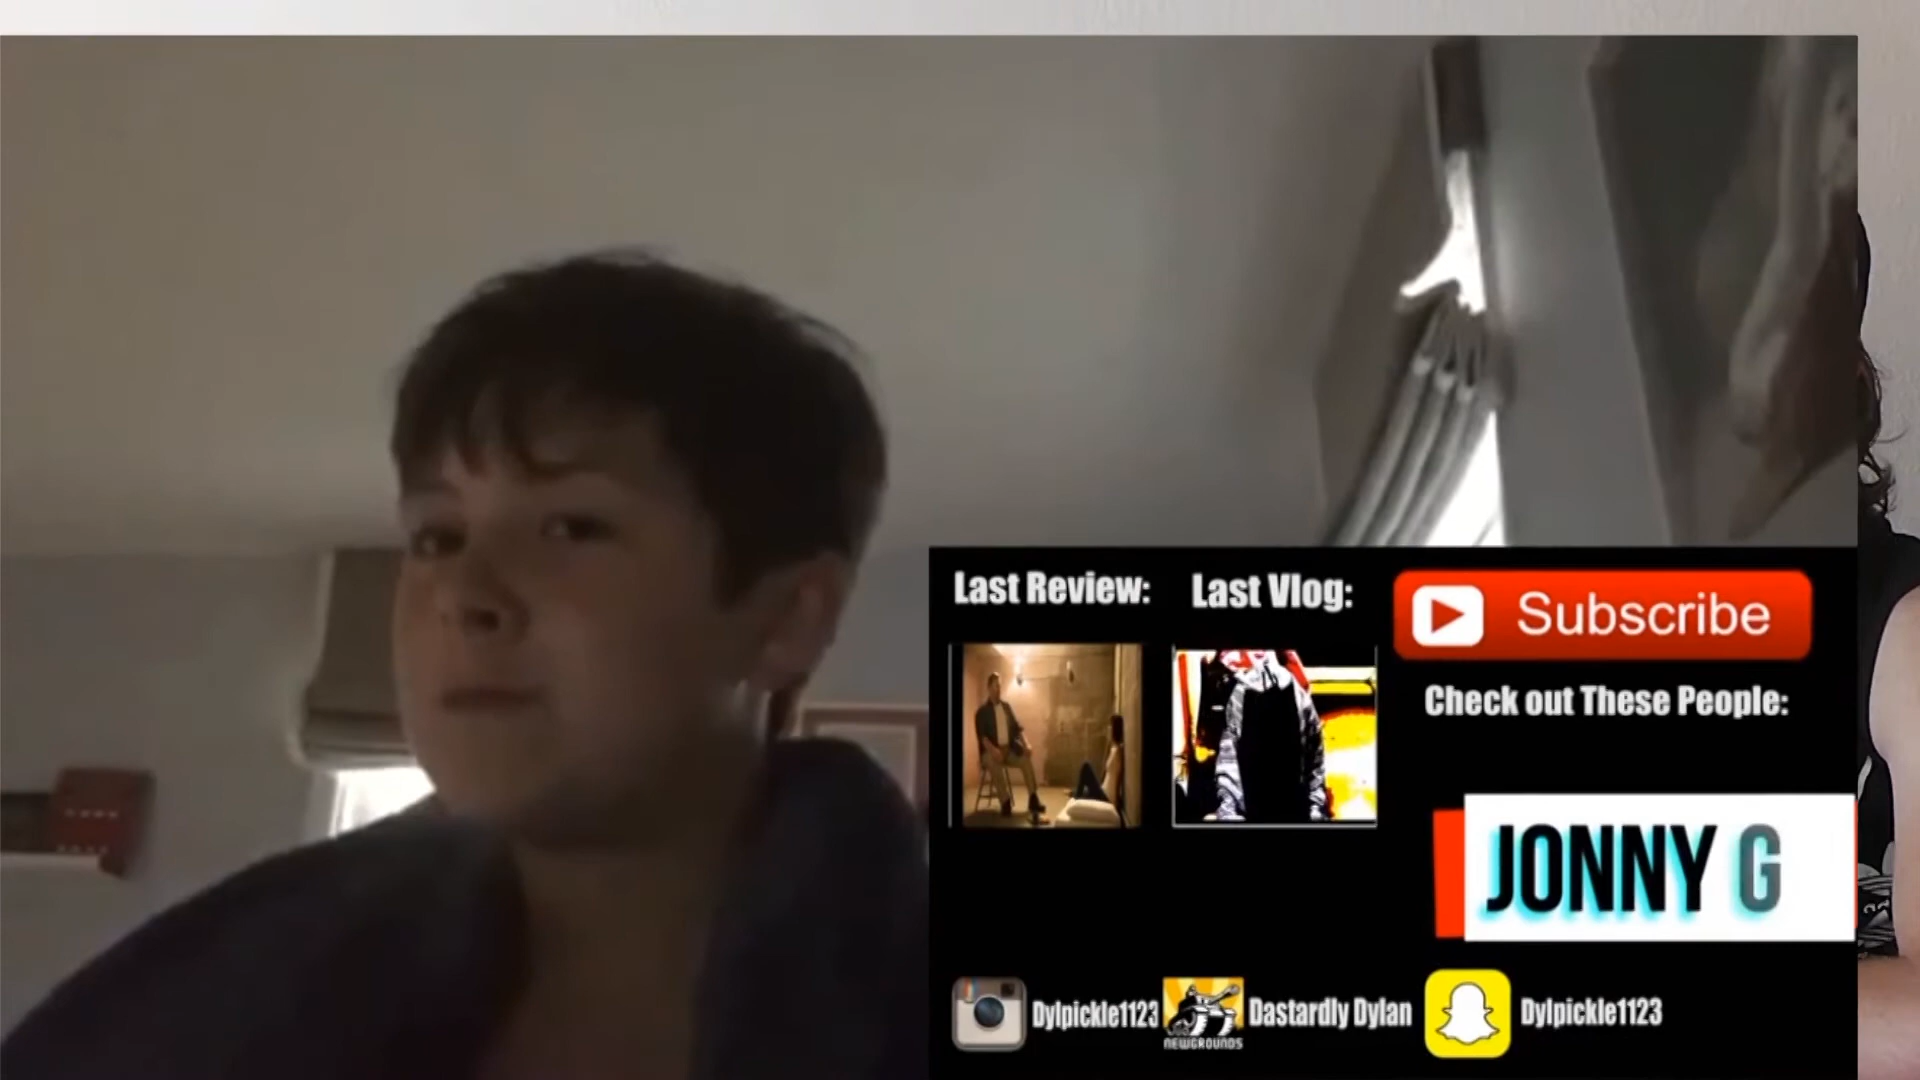 Last Review:
Last Vlog:
Subscribe
Check out These People:
JONNY G
Dylpickle1123
NEWGROUNDS
Dastardly Dylan
Dylpickle1123